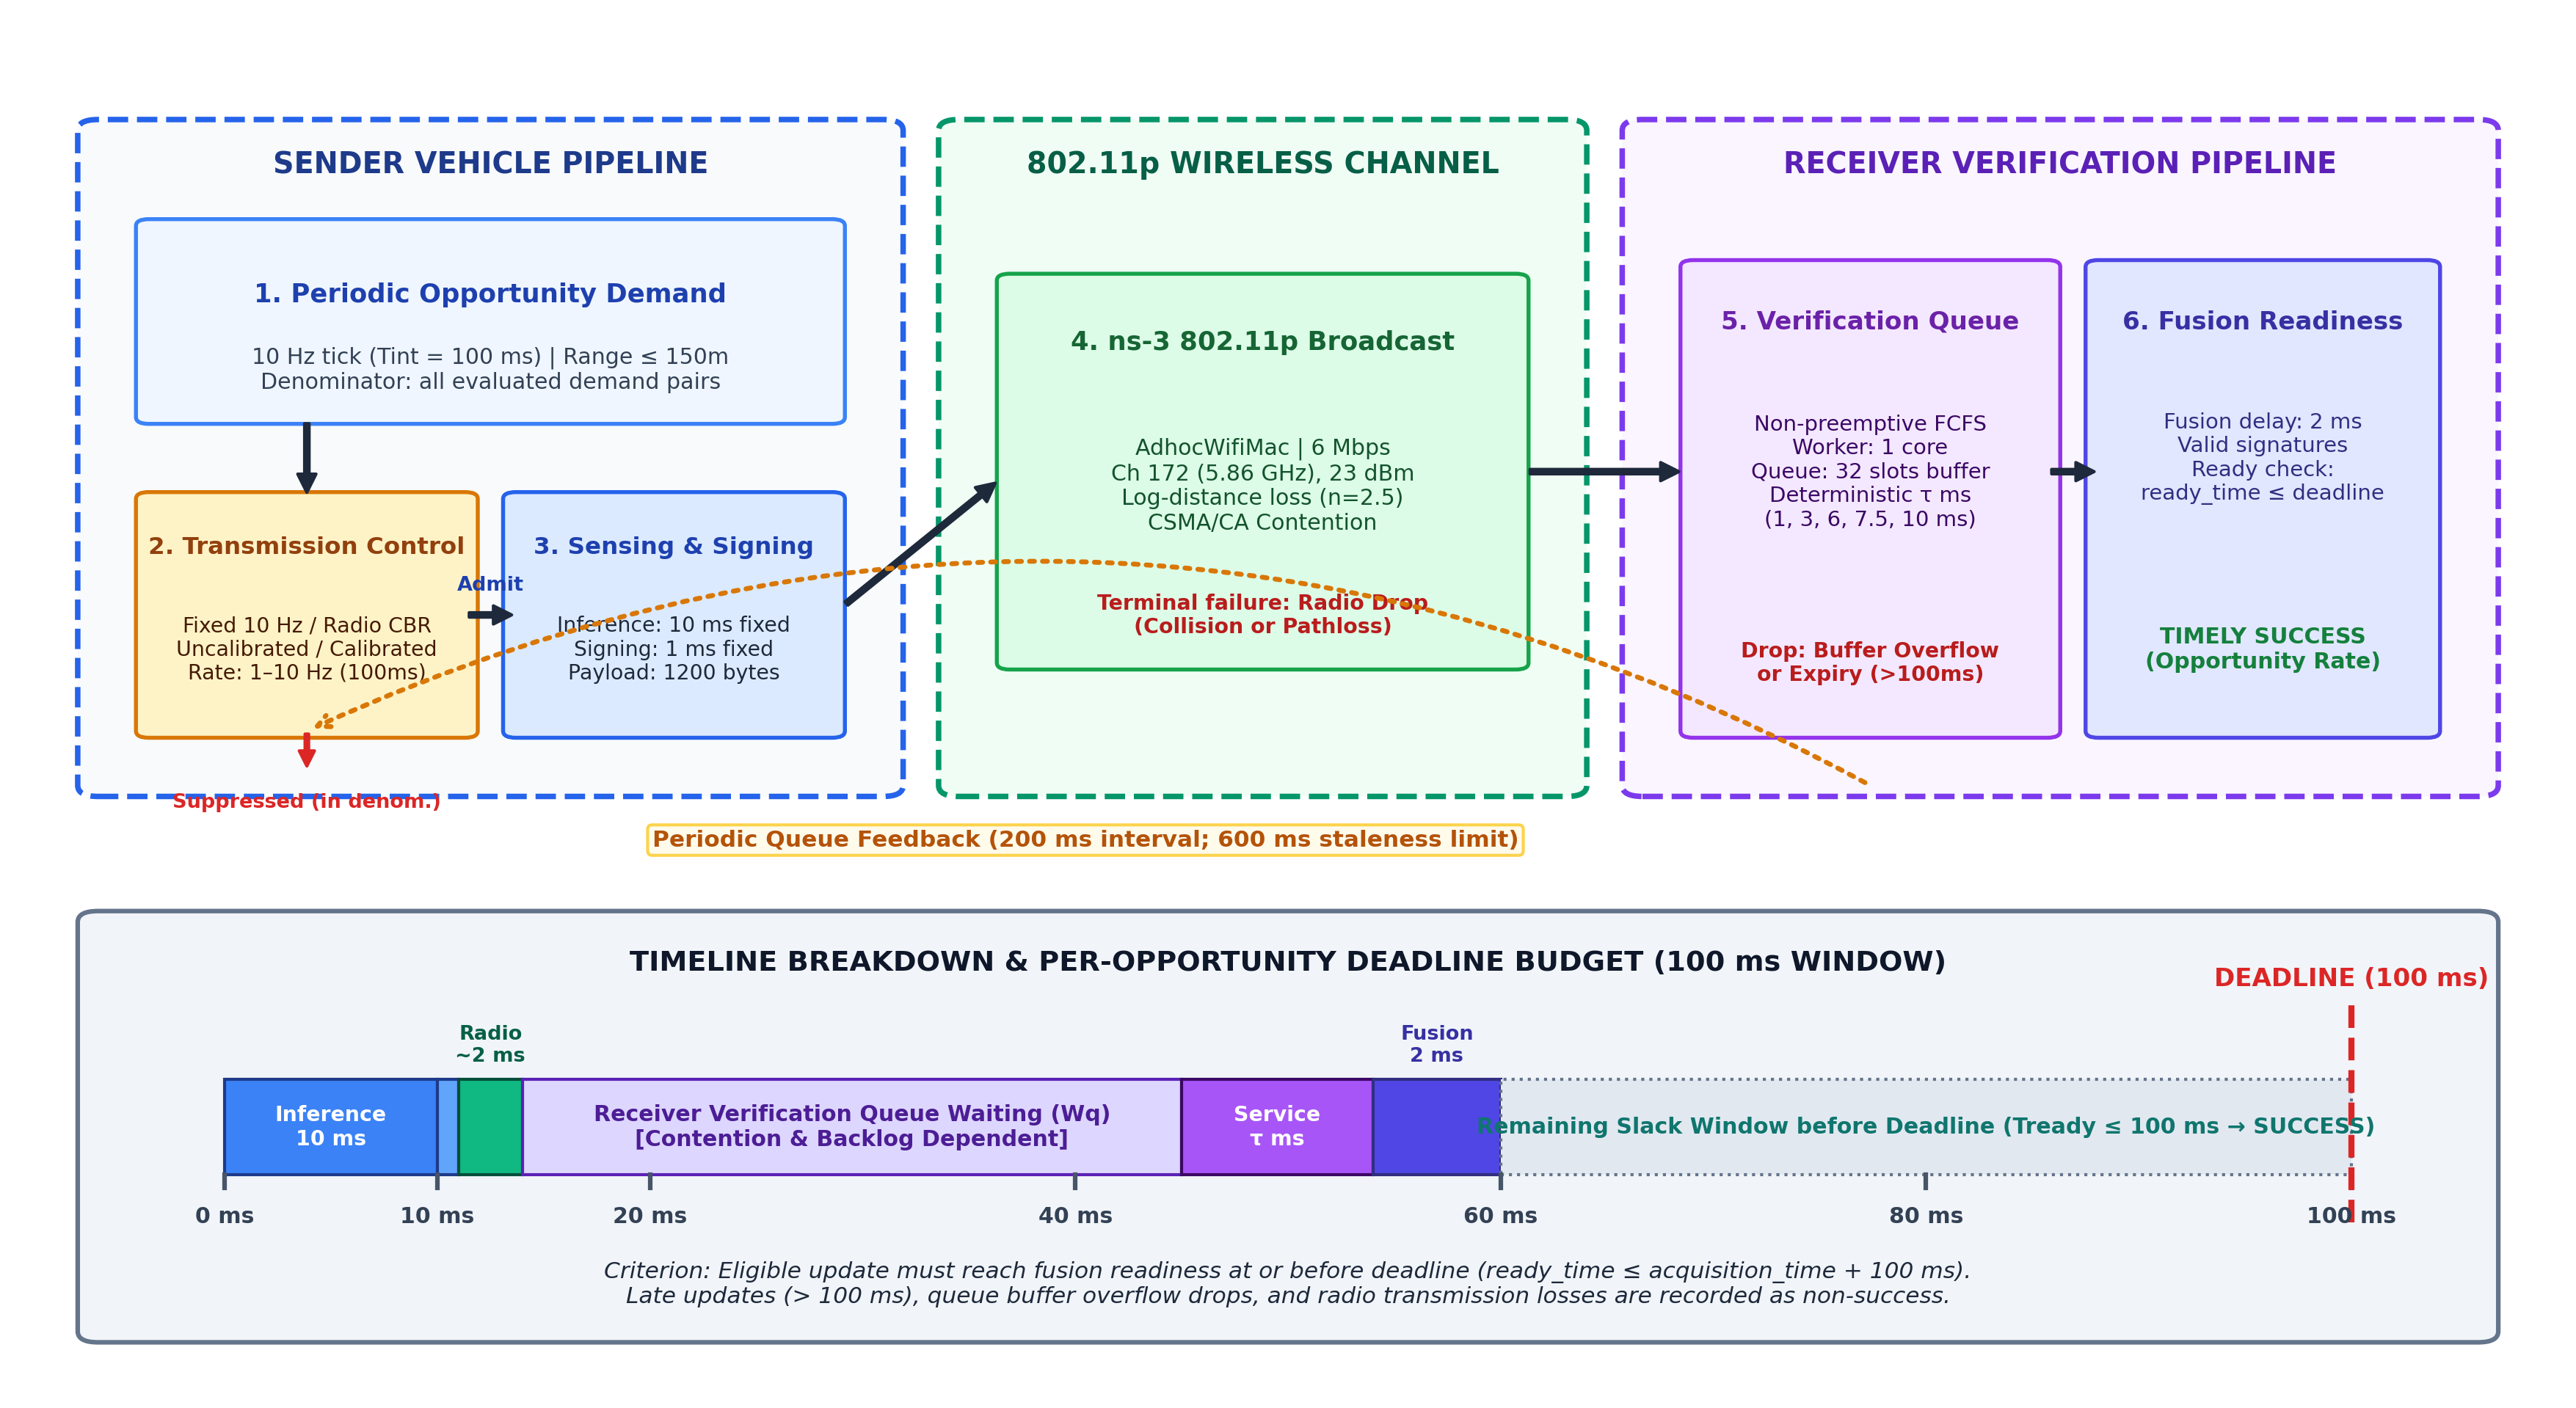 SENDER VEHICLE PIPELINE
1. Periodic Opportunity Demand
10 Hz tick (Tint = 100 ms) | Range ≤ 150m
Denominator: all evaluated demand pairs
2. Transmission Control
Fixed 10 Hz / Radio CBR
Uncalibrated / Calibrated
Rate: 1–10 Hz (100ms)
Admit
3. Sensing & Signing
Inference: 10 ms fixed
Signing: 1 ms fixed
Payload: 1200 bytes
Suppressed (in denom.)
802.11p WIRELESS CHANNEL
4. ns-3 802.11p Broadcast
AdhocWifiMac | 6 Mbps
Ch 172 (5.86 GHz), 23 dBm
Log-distance loss (n=2.5)
CSMA/CA Contention
Terminal failure: Radio Drop
(Collision or Pathloss)
RECEIVER VERIFICATION PIPELINE
5. Verification Queue
Non-preemptive FCFS
Worker: 1 core
Queue: 32 slots buffer
Deterministic τ ms
(1, 3, 6, 7.5, 10 ms)
Drop: Buffer Overflow
or Expiry (>100ms)
6. Fusion Readiness
Fusion delay: 2 ms
Valid signatures
Ready check:
ready_time ≤ deadline
TIMELY SUCCESS
(Opportunity Rate)
Periodic Queue Feedback (200 ms interval; 600 ms staleness limit)
TIMELINE BREAKDOWN & PER-OPPORTUNITY DEADLINE BUDGET (100 ms WINDOW)
DEADLINE (100 ms)
Radio
~2 ms
Fusion
2 ms
Inference
10 ms
Receiver Verification Queue Waiting (Wq)
[Contention & Backlog Dependent]
Service
τ ms
Remaining Slack Window before Deadline (Tready ≤ 100 ms → SUCCESS)
0 ms
10 ms
20 ms
40 ms
60 ms
80 ms
100 ms
Criterion: Eligible update must reach fusion readiness at or before deadline (ready_time ≤ acquisition_time + 100 ms).
Late updates (> 100 ms), queue buffer overflow drops, and radio transmission losses are recorded as non-success.